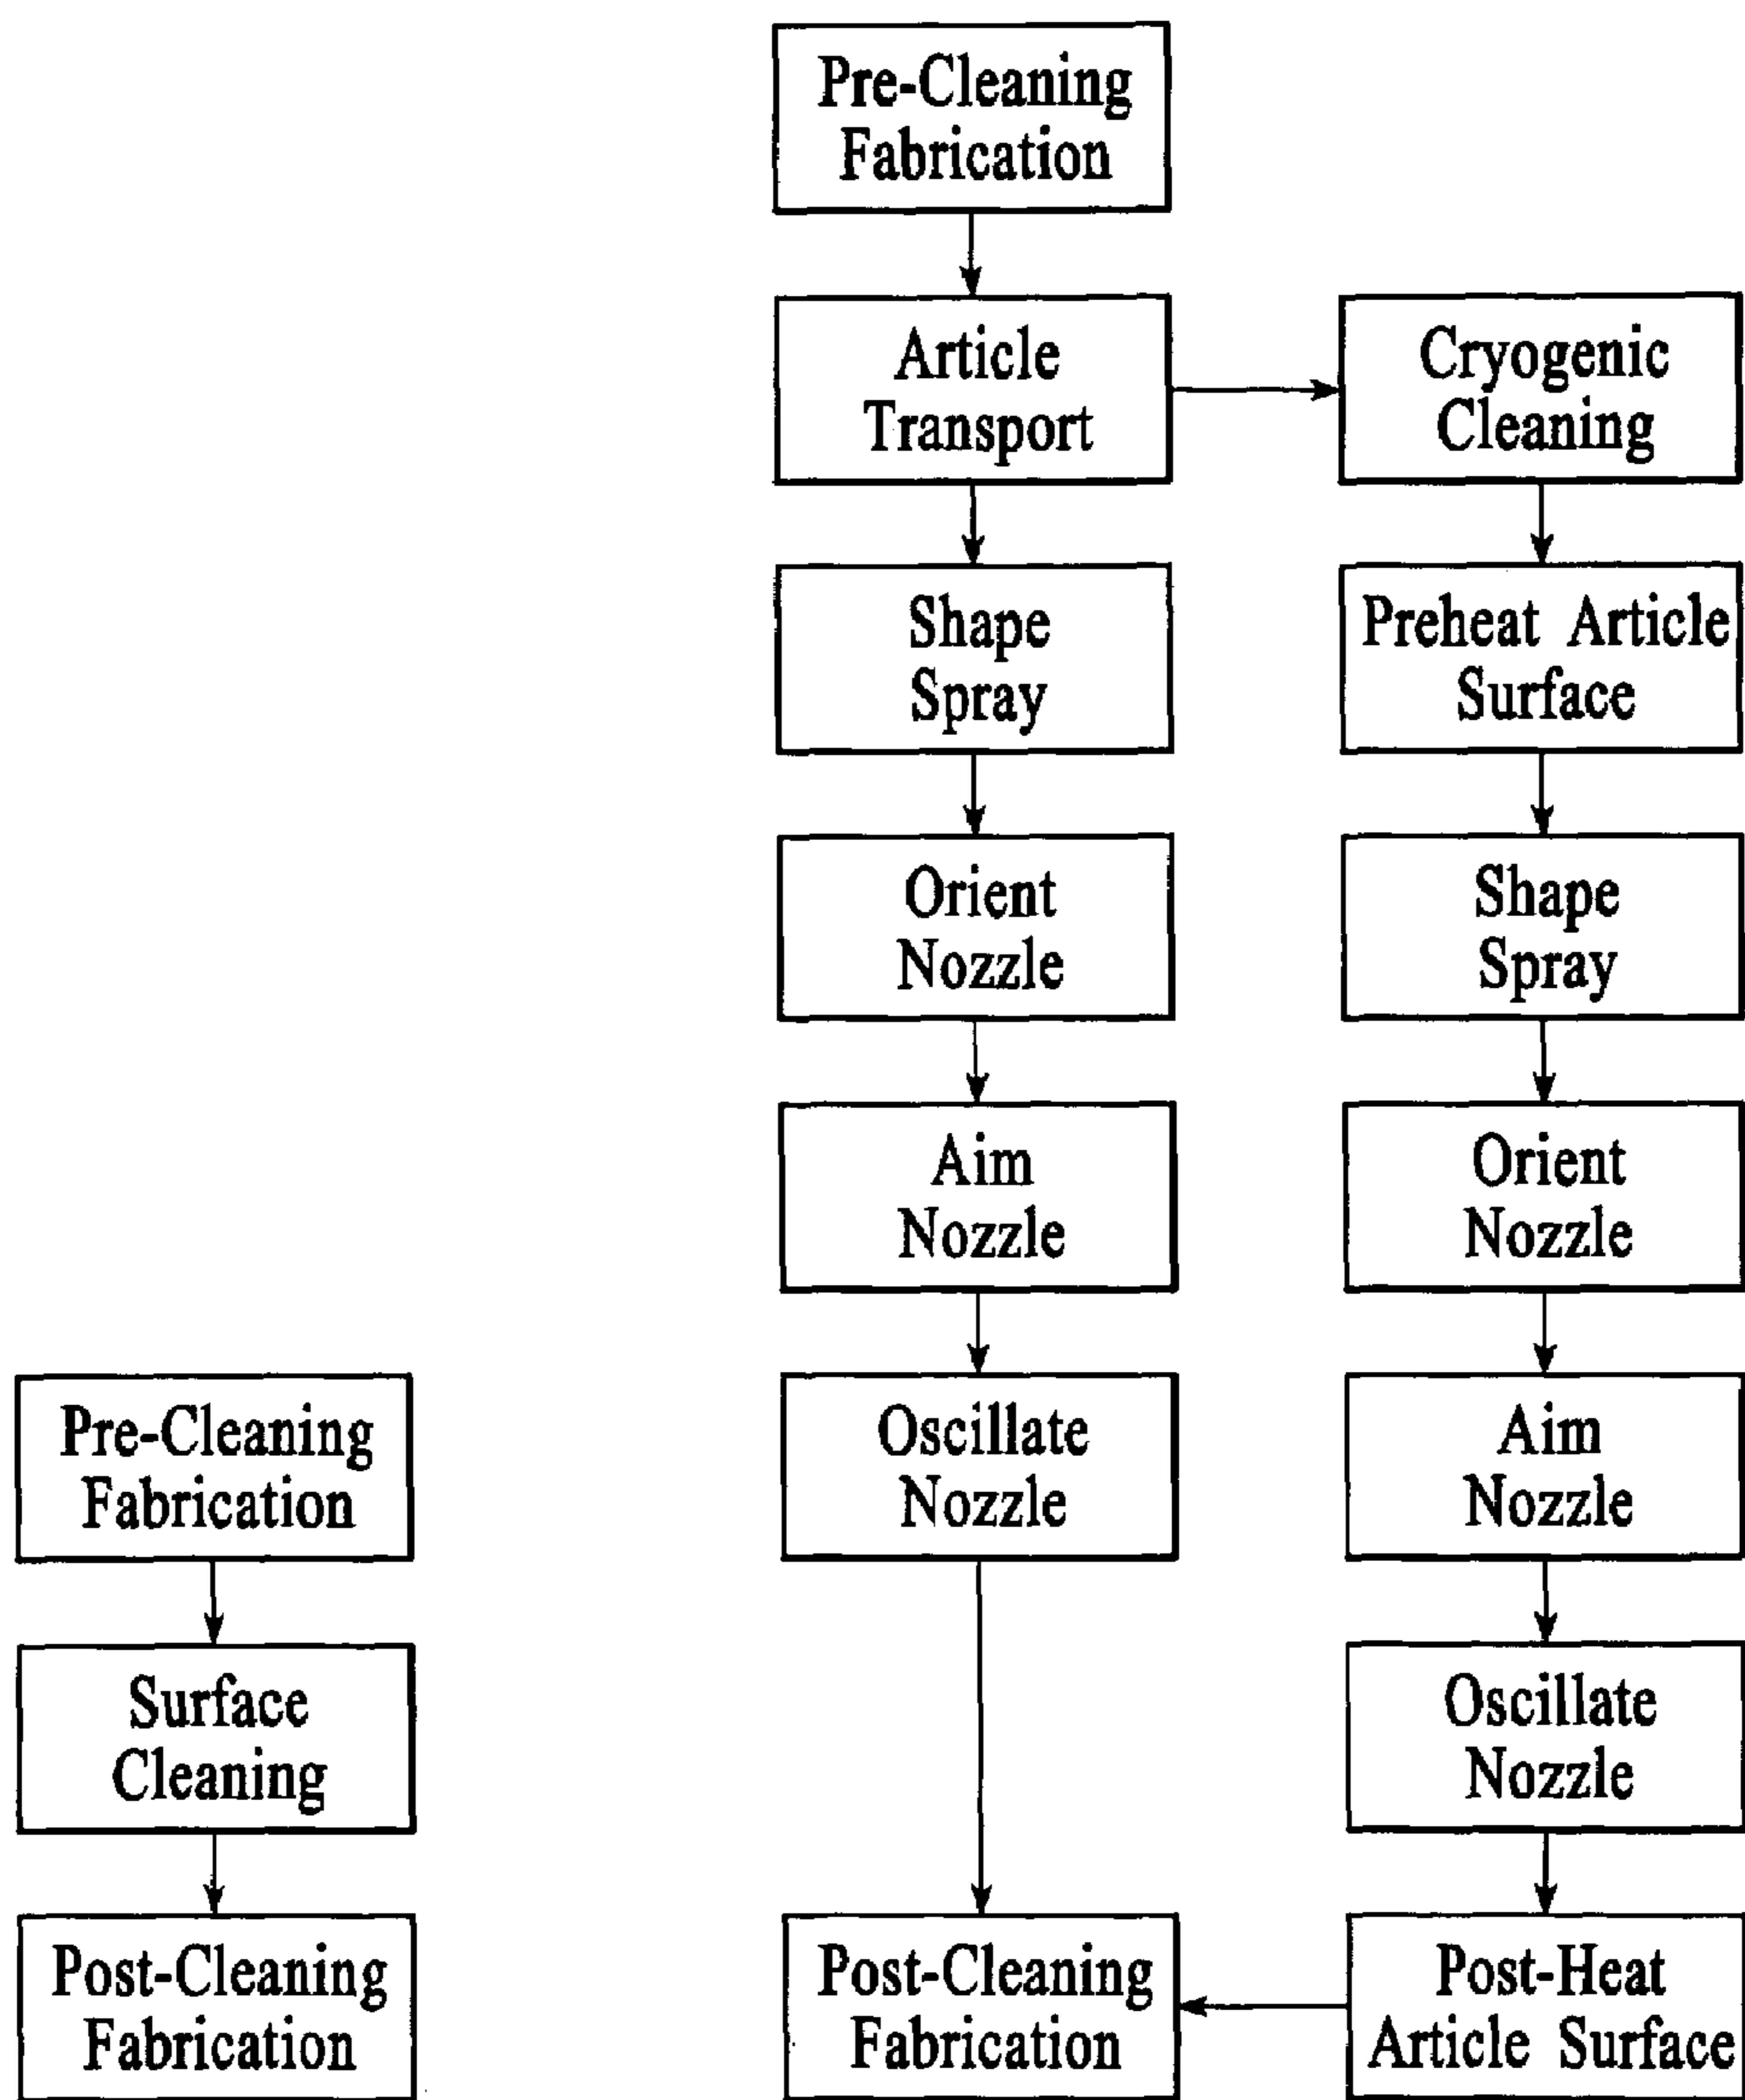 Pre-Cleaning
Fabrication
Surface
Cleaning
Post-Cleaning
Fabrication
Pre-Cleaning
Fabrication
Article
Transport
Shape
Spray
Orient
Nozzle
Aim
Nozzle
Oscillate
Nozzle
Post-Cleaning
Fabrication
Cryogenic
Cleaning
Preheat Article
Surface
Shape
Spray
Orient
Nozzle
Aim
Nozzle
Oscillate
Nozzle
Post-Heat
Article Surface